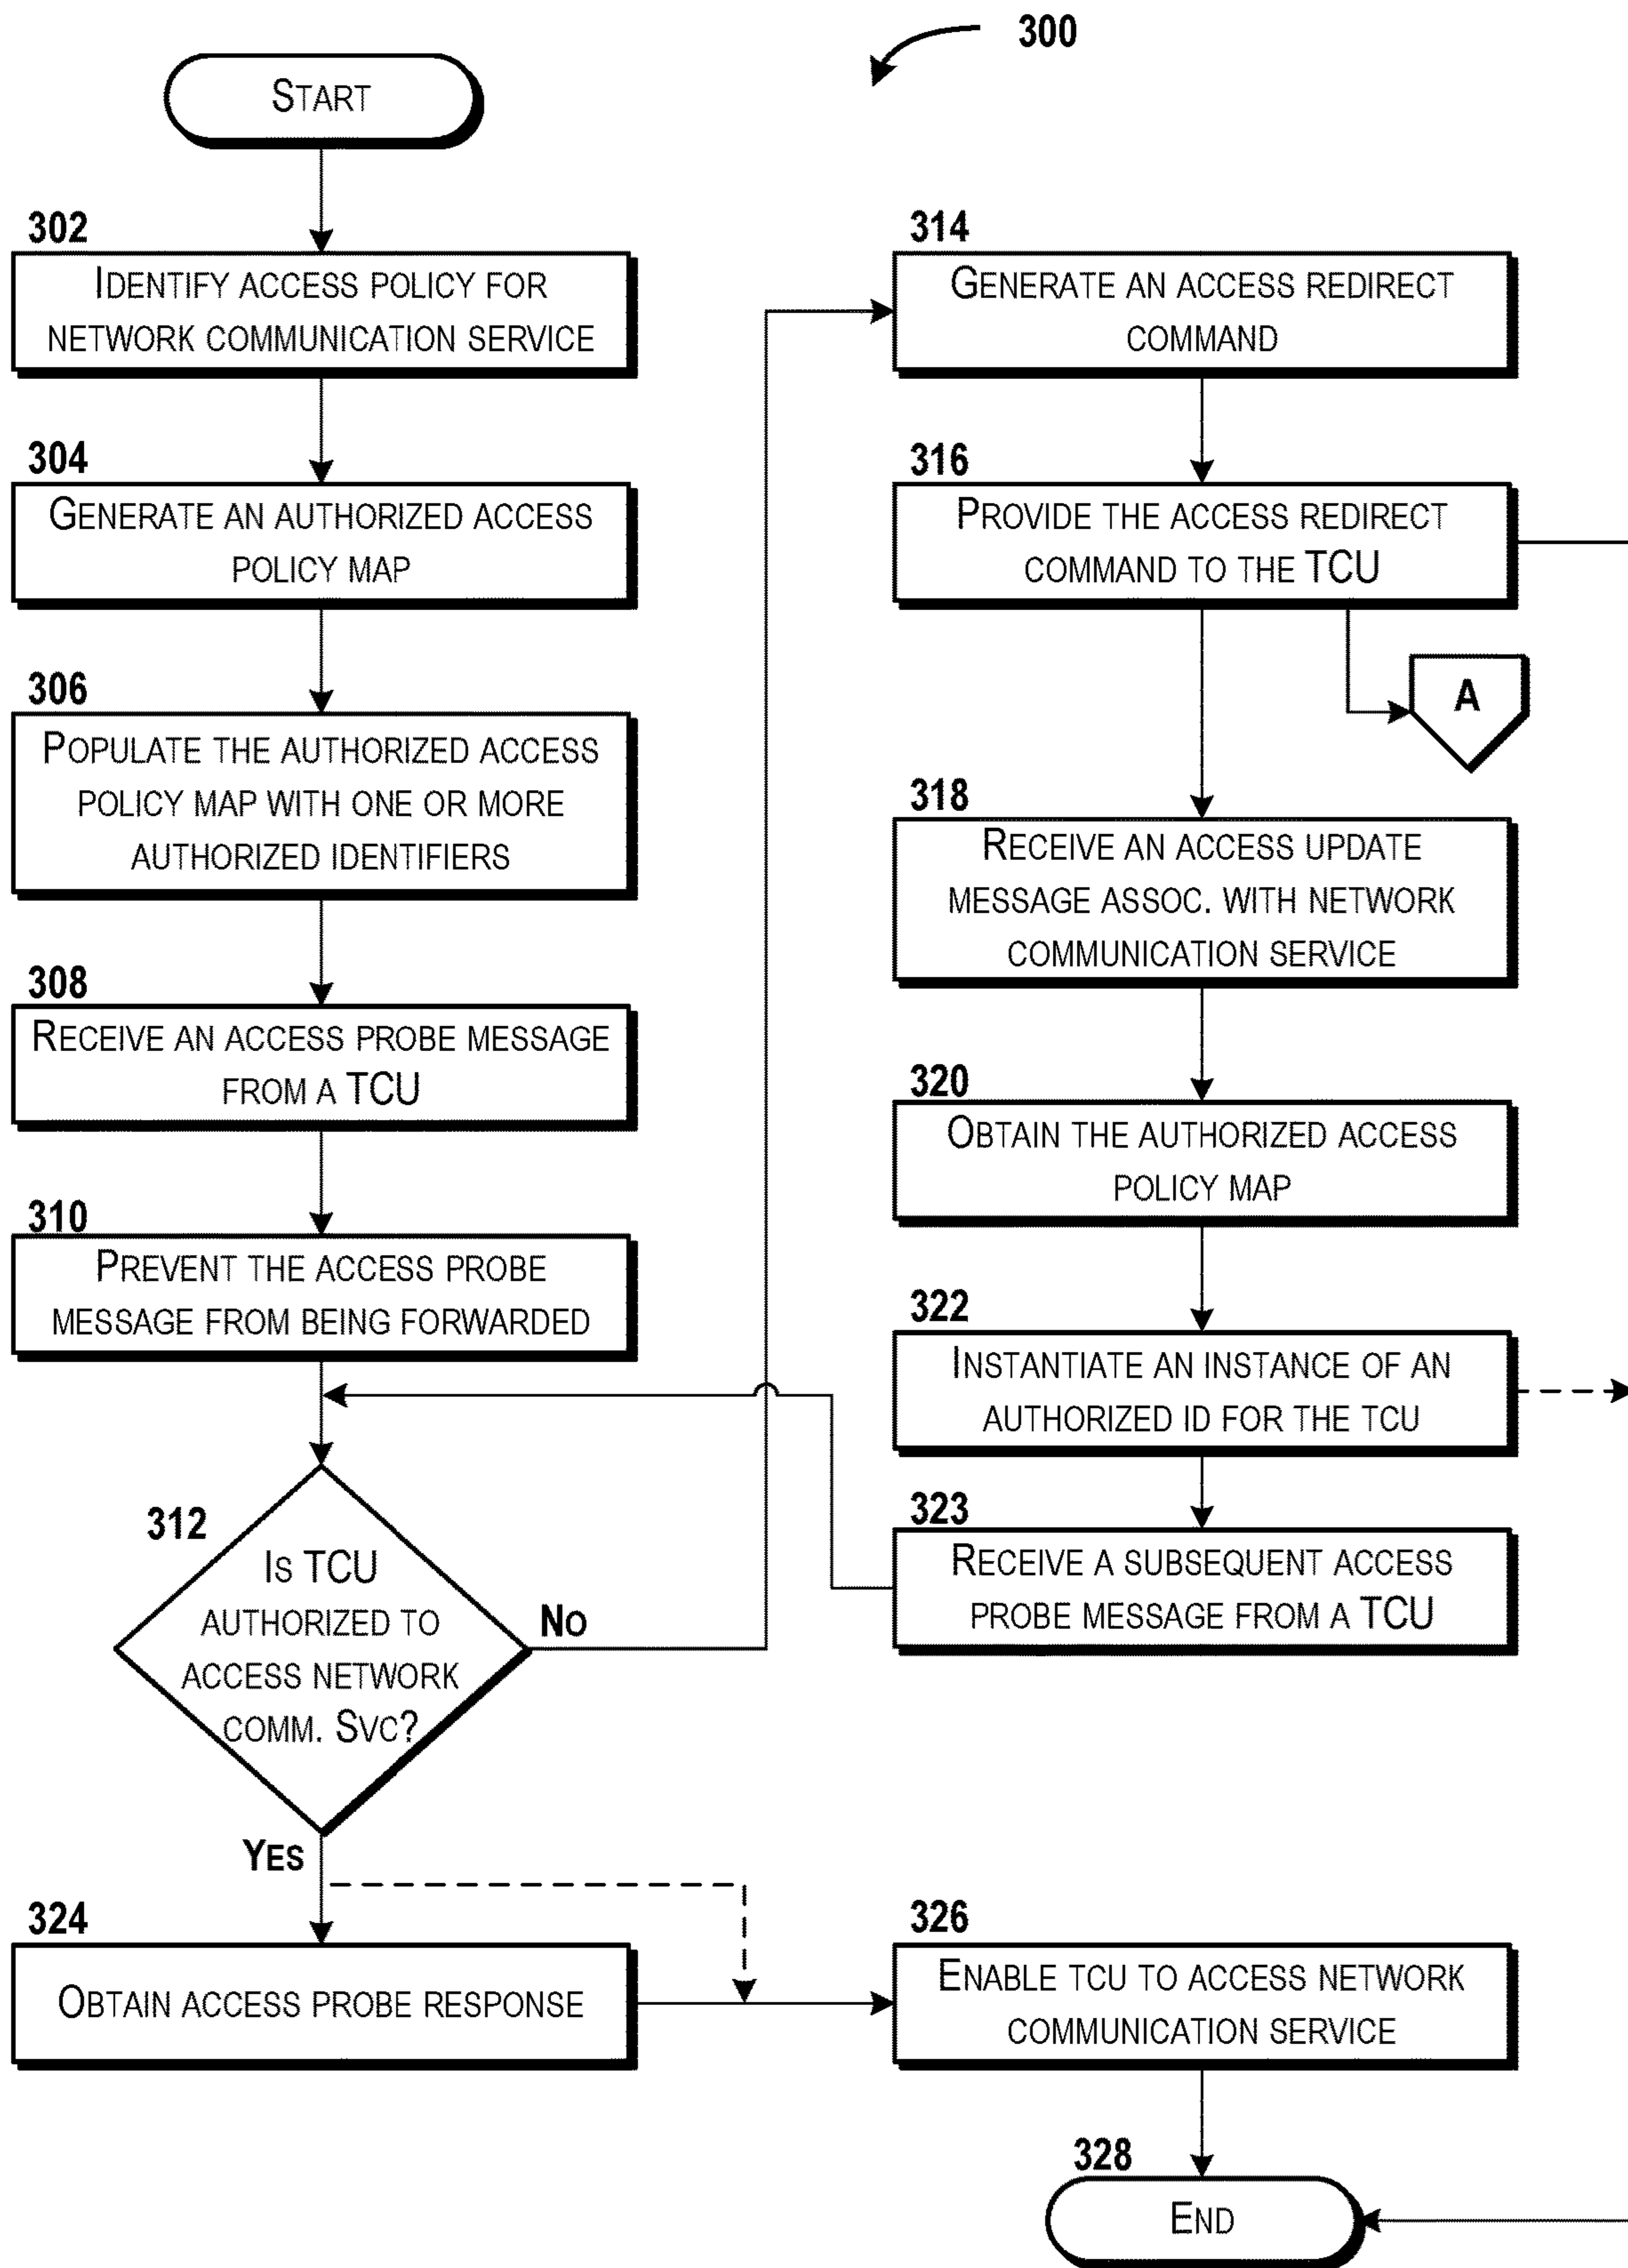 300
START
302
IDENTIFY ACCESS POLICY FOR
NETWORK COMMUNICATION SERVICE
304
GENERATE AN AUTHORIZED ACCESS
POLICY MAP
306
POPULATE THE AUTHORIZED ACCESS
POLICY MAP WITH ONE OR MORE
AUTHORIZED IDENTIFIERS
308
RECEIVE AN ACCESS PROBE MESSAGE
FROM A TCU
310
PREVENT THE ACCESS PROBE
MESSAGE FROM BEING FORWARDED
312
IS TCU
AUTHORIZED TO
ACCESS NETWORK
COMM. SVC?
NO
YES
314
GENERATE AN ACCESS REDIRECT
COMMAND
316
PROVIDE THE ACCESS REDIRECT
COMMAND TO THE TCU
A
318
RECEIVE AN ACCESS UPDATE
MESSAGE ASSOC. WITH NETWORK
COMMUNICATION SERVICE
320
OBTAIN THE AUTHORIZED ACCESS
POLICY MAP
322
INSTANTIATE AN INSTANCE OF AN
AUTHORIZED ID FOR THE TCU
323
RECEIVE A SUBSEQUENT ACCESS
PROBE MESSAGE FROM A TCU
324
OBTAIN ACCESS PROBE RESPONSE
326
ENABLE TCU TO ACCESS NETWORK
COMMUNICATION SERVICE
328
END